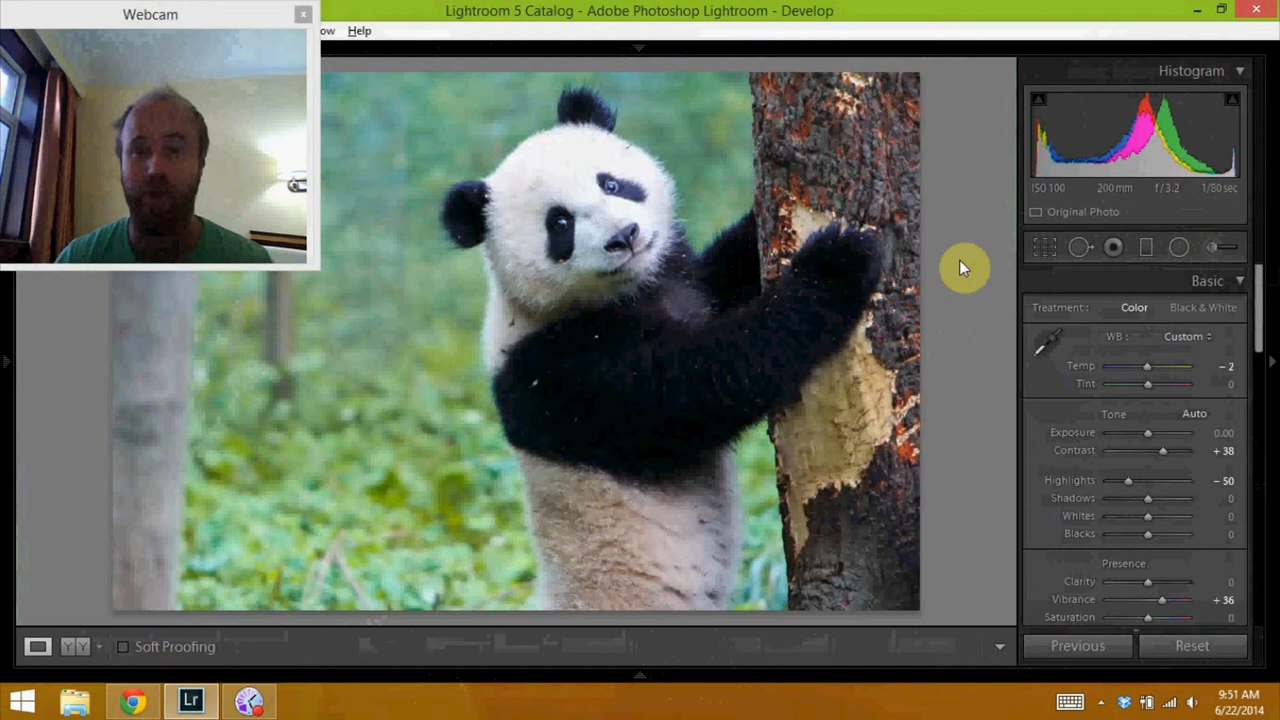 Webcam
x
Lightroom 5 Catalog - Adobe Photoshop Lightroom - Develop
ow Help
Histogram
ISO 100 200 mm f / 3.2 1/80 sec
Original Photo
Basic
Treatment : Color Black & White
WB : Custom
Temp - 2
Tint 0
Tone Auto
Exposure 0.00
Contrast + 38
Highlights - 50
Shadows 0
Whites 0
Blacks 0
Presence
Clarity 0
Vibrance + 36
Saturation 0
Y Y Soft Proofing
Previous Reset
Lr
9:51 AM
6/22/2014